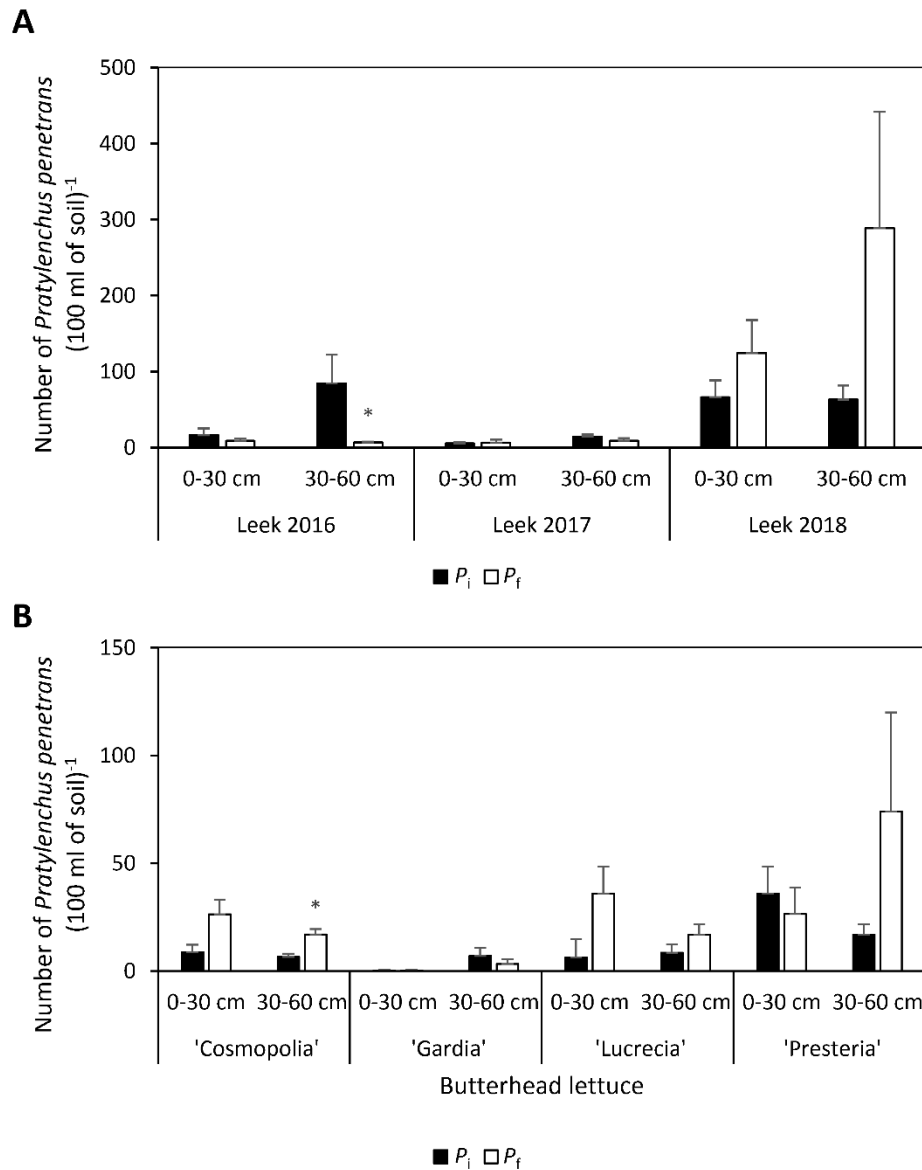 A
Number of Pratylenchus penetrans
(100 ml of soil)⁻¹
500
400
300
200
100
0
*
0-30 cm 30-60 cm 0-30 cm 30-60 cm 0-30 cm 30-60 cm
Leek 2016 Leek 2017 Leek 2018
Pi Pf
B
Number of Pratylenchus penetrans
(100 ml of soil)⁻¹
150
100
50
0
*
0-30 cm 30-60 cm 0-30 cm 30-60 cm 0-30 cm 30-60 cm 0-30 cm 30-60 cm
'Cosmopolia' 'Gardia' 'Lucrecia' 'Presteria'
Butterhead lettuce
Pi Pf